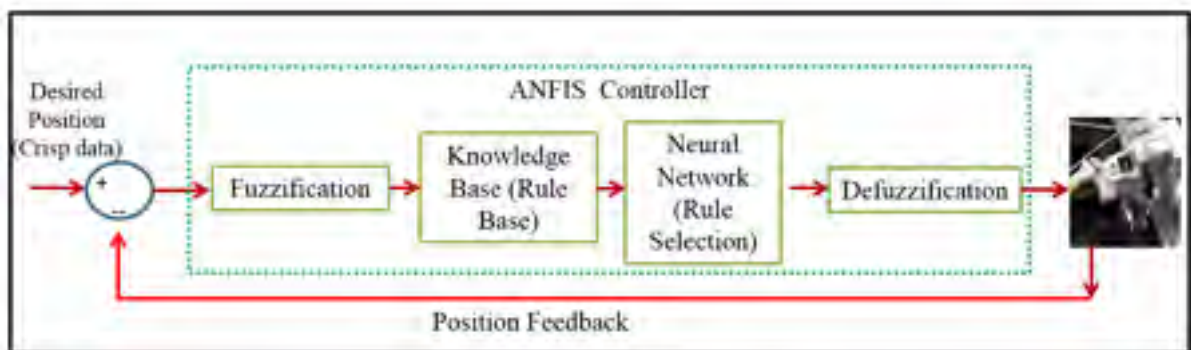 ANFIS Controller
Desired
Position
(Crisp data)
+
--
Fuzzification
Knowledge
Base (Rule
Base)
Neural
Network
(Rule
Selection)
Defuzzification
Position Feedback